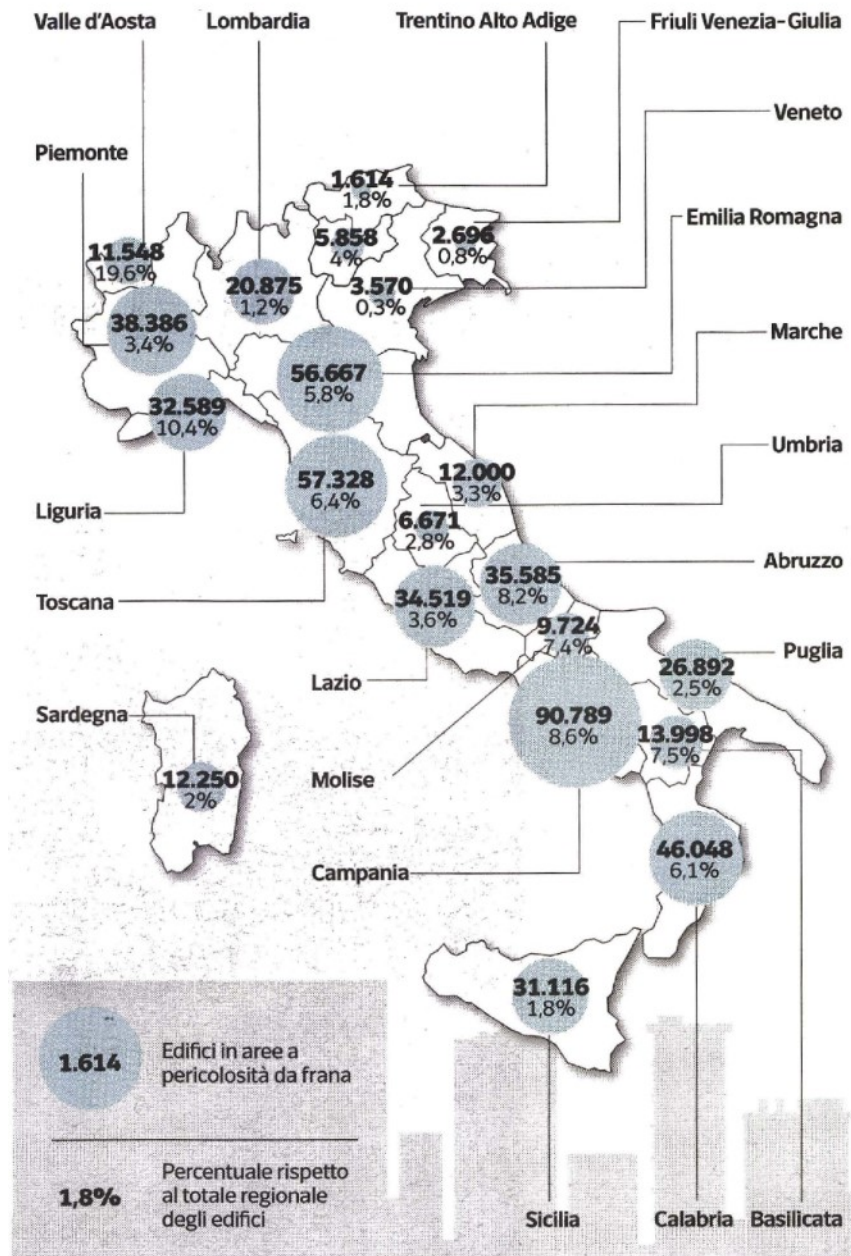 Valle d'Aosta
Lombardia
Trentino Alto Adige
Friuli Venezia-Giulia
Veneto
Piemonte
1.614
1,8%
Emilia Romagna
11.548
19,6%
5.858
4%
2.696
0,8%
20.875
1,2%
3.570
0,3%
38.386
3,4%
Marche
56.667
5,8%
32.589
10,4%
Umbria
12.000
3,3%
57.328
6,4%
Liguria
6.671
2,8%
Abruzzo
35.585
8,2%
Toscana
34.519
3,6%
9.724
7,4%
Puglia
26.892
2,5%
Lazio
Sardegna
90.789
8,6%
13.998
7,5%
12.250
2%
Molise
46.048
6,1%
Campania
31.116
1,8%
1.614
Edifici in aree a
pericolosità da frana
1,8%
Percentuale rispetto
al totale regionale
degli edifici
Sicilia
Calabria
Basilicata